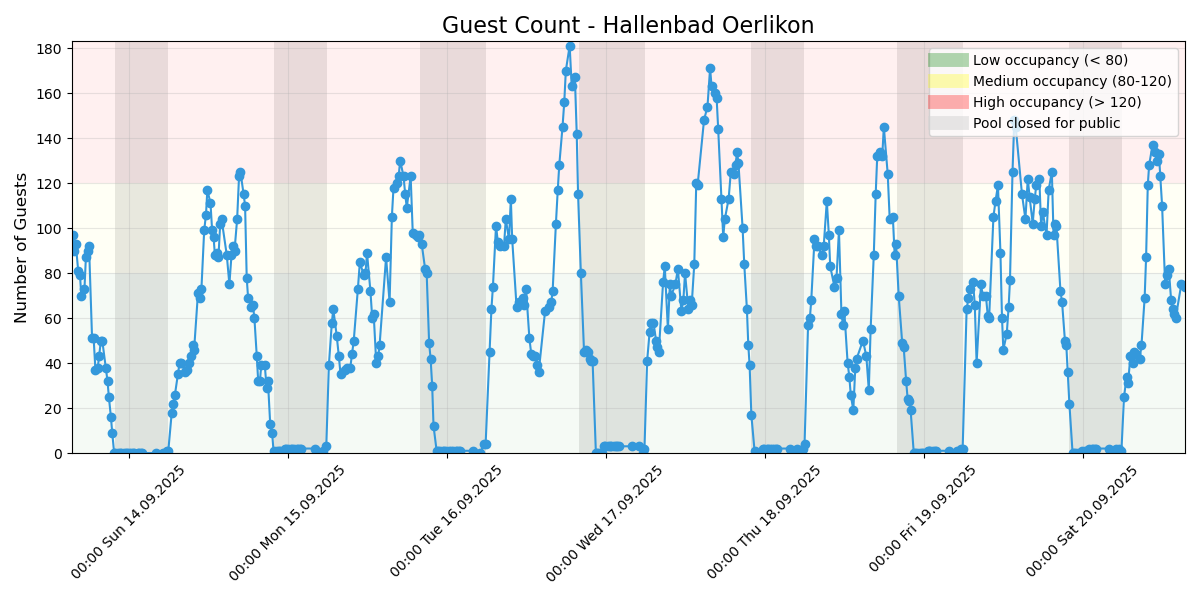 Guest Count - Hallenbad Oerlikon
Number of Guests
180
160
140
120
100
80
60
40
20
0
Low occupancy (< 80)
Medium occupancy (80-120)
High occupancy (> 120)
Pool closed for public
00:00 Sun 14.09.2025
00:00 Mon 15.09.2025
00:00 Tue 16.09.2025
00:00 Wed 17.09.2025
00:00 Thu 18.09.2025
00:00 Fri 19.09.2025
00:00 Sat 20.09.2025